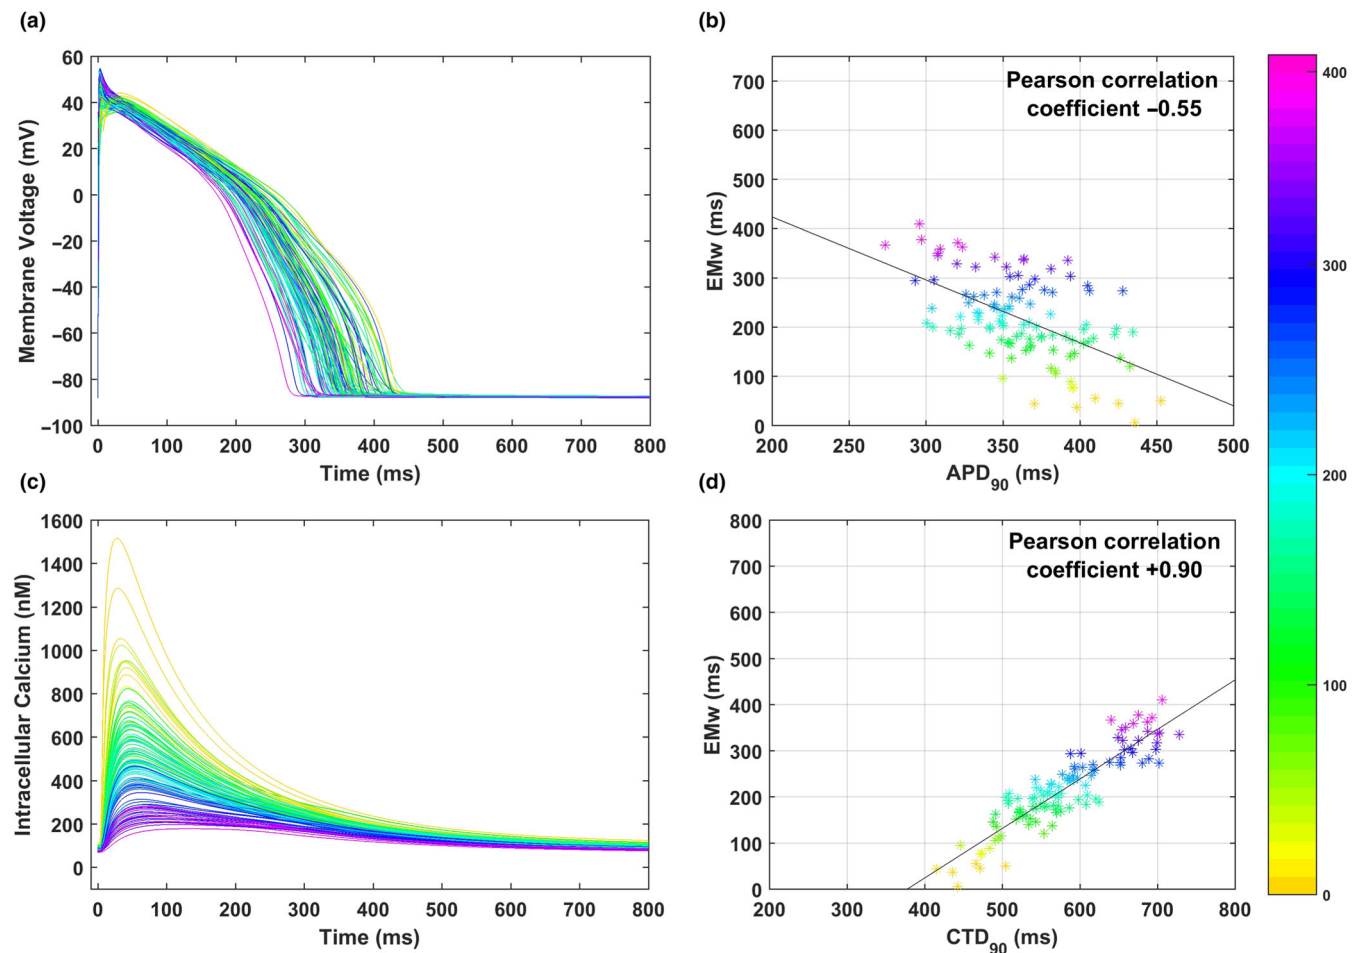 (a)
60
40
20
0
−20
−40
−60
−80
−100
Membrane Voltage (mV)
0 100 200 300 400 500 600 700 800
Time (ms)
(b)
Pearson correlation
coefficient −0.55
700
600
500
400
300
200
100
0
EMw (ms)
200 250 300 350 400 450 500
APD90 (ms)
400
300
200
100
0
(c)
1600
1400
1200
1000
800
600
400
200
0
Intracellular Calcium (nM)
0 100 200 300 400 500 600 700 800
Time (ms)
(d)
Pearson correlation
coefficient +0.90
800
700
600
500
400
300
200
100
0
EMw (ms)
200 300 400 500 600 700 800
CTD90 (ms)